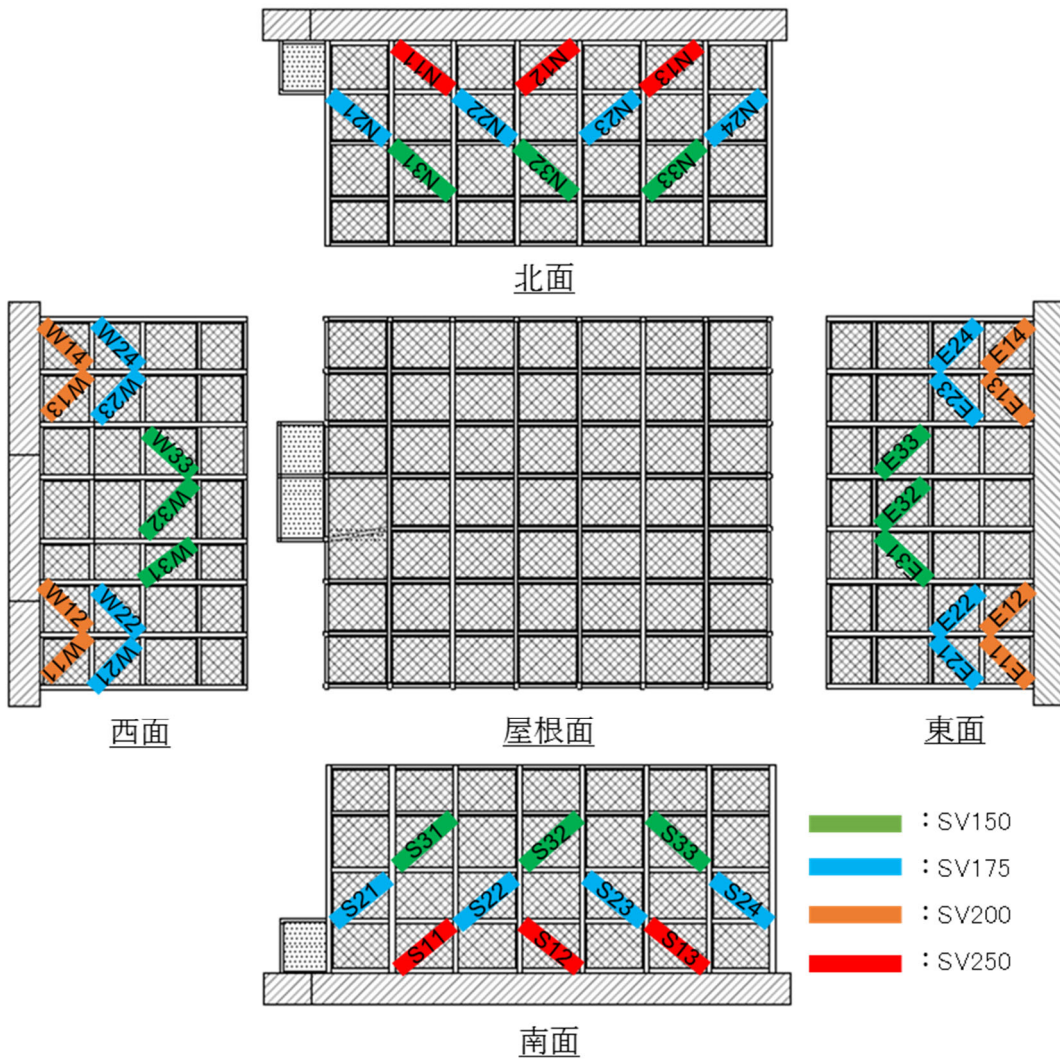 N11
N12
N13
N21
N22
N23
N24
N31
N32
N33
北面
W14
W24
W13
W23
W33
W32
W31
W12
W22
W11
W21
西面
屋根面
E24
E14
E23
E13
E33
E32
E31
E22
E12
E21
E11
東面
S31
S32
S33
S21
S22
S23
S24
S11
S12
S13
南面
:SV150
:SV175
:SV200
:SV250